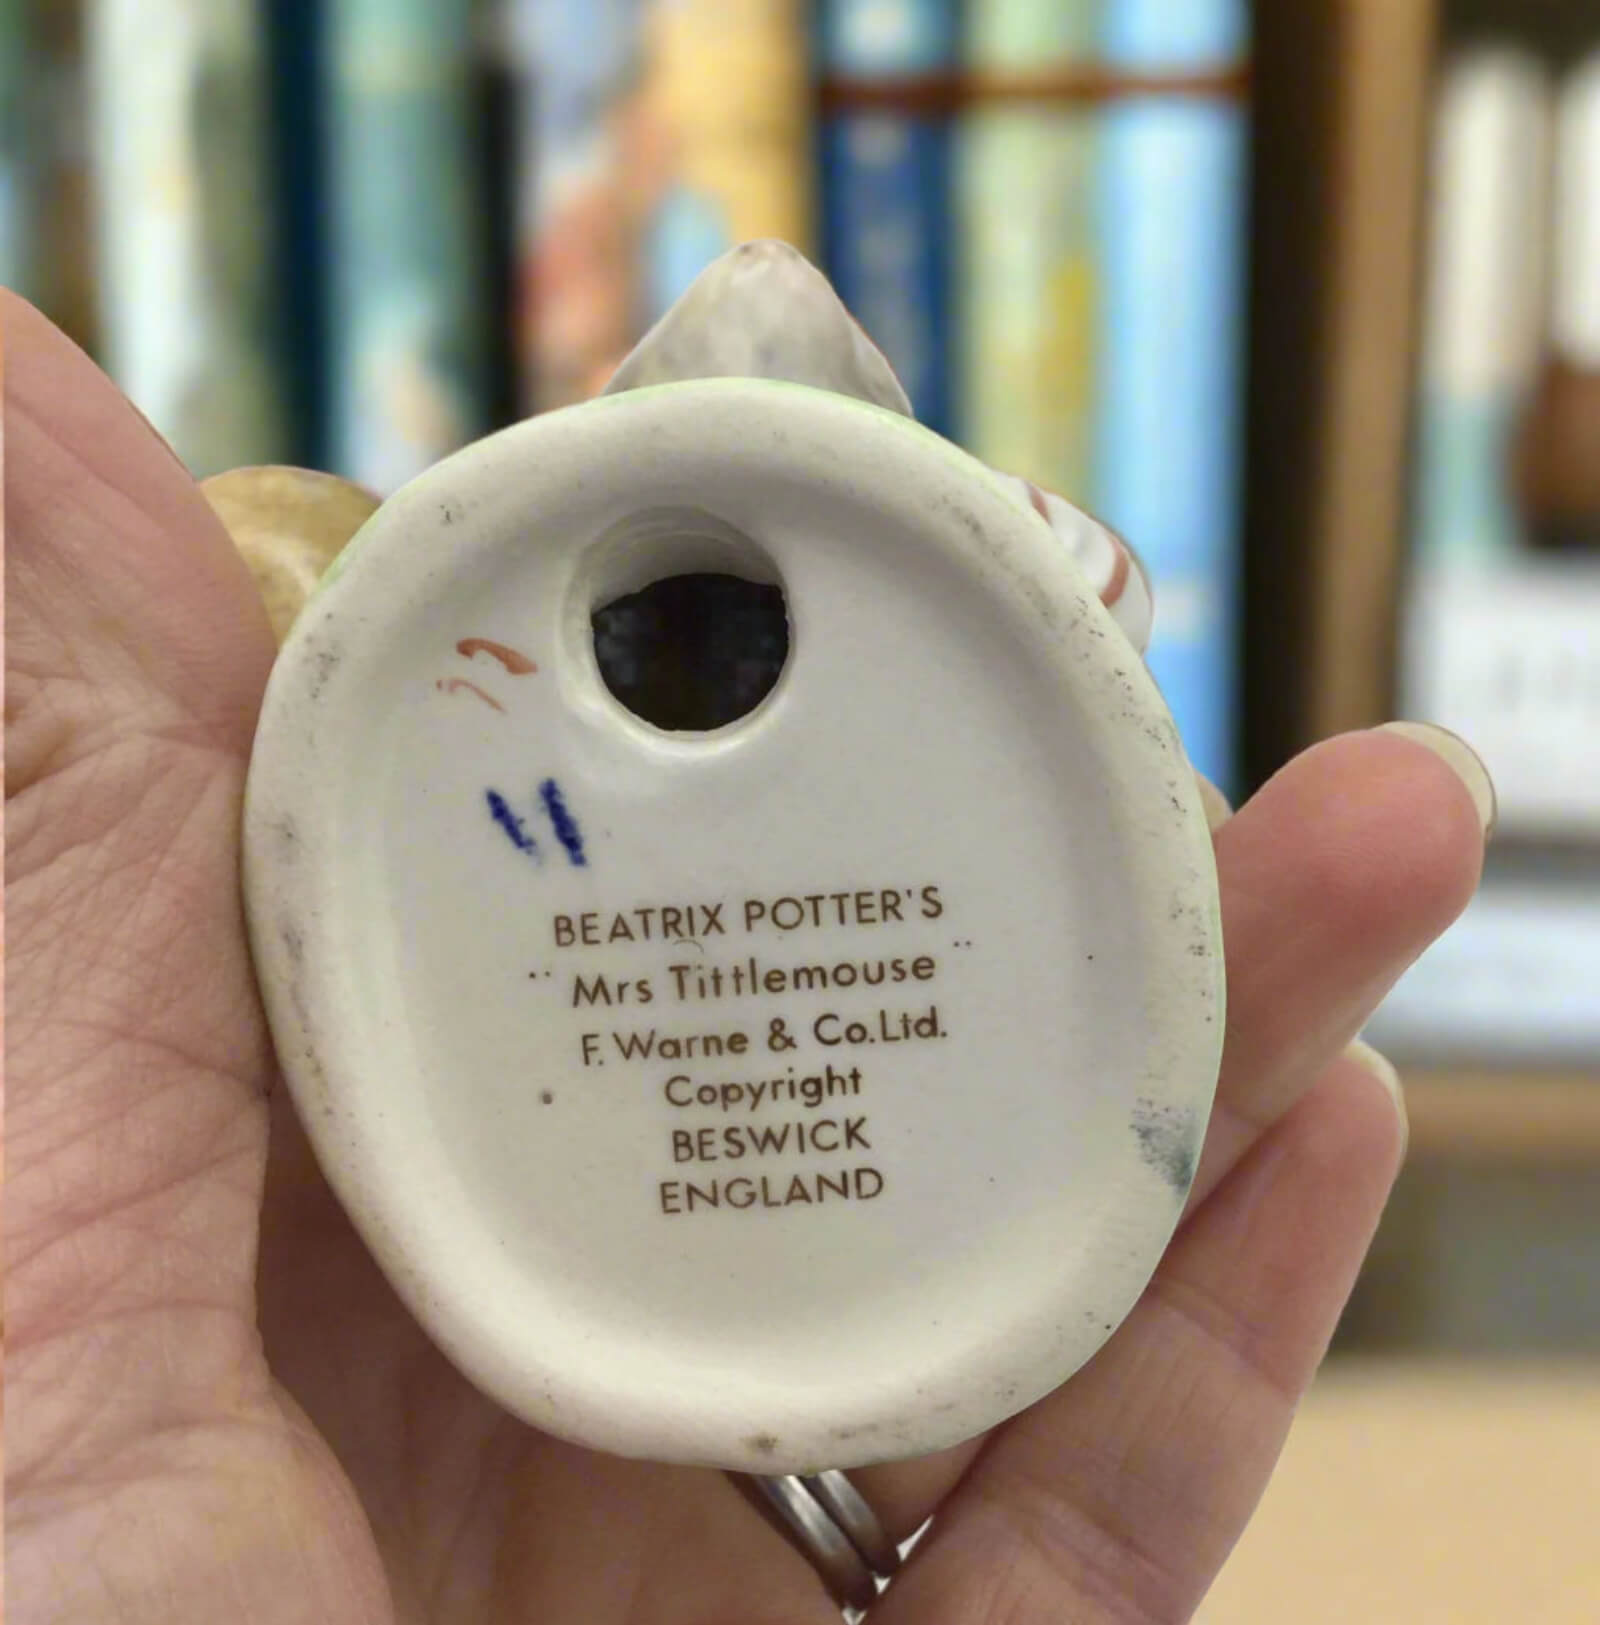 BEATRIX POTTER'S
"Mrs Tittlemouse"
F. Warne & Co.Ltd.
Copyright
BESWICK
ENGLAND